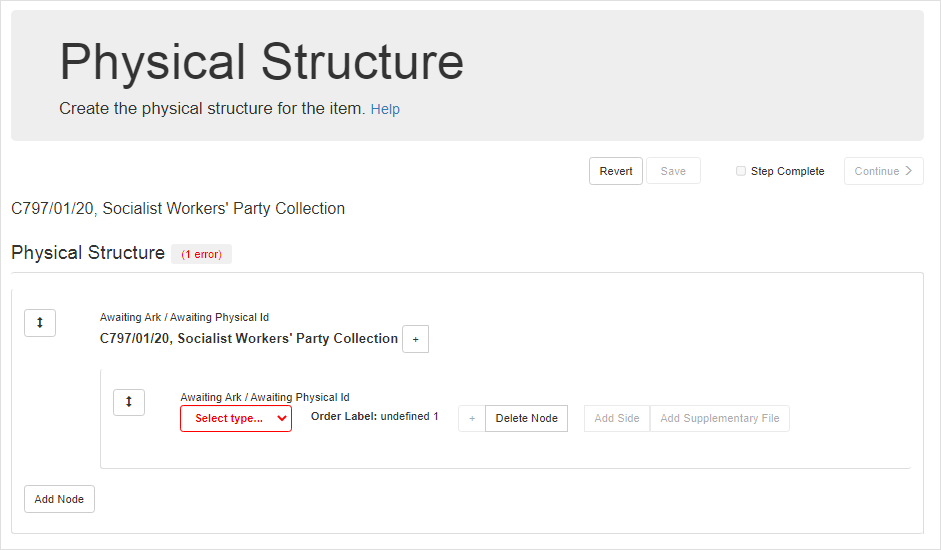 Physical Structure
Create the physical structure for the item. Help
Revert Save Step Complete Continue
C797/01/20, Socialist Workers' Party Collection
Physical Structure (1 error)
Awaiting Ark / Awaiting Physical Id
C797/01/20, Socialist Workers' Party Collection +
Awaiting Ark / Awaiting Physical Id
Select type... Order Label: undefined 1 + Delete Node Add Side Add Supplementary File
Add Node